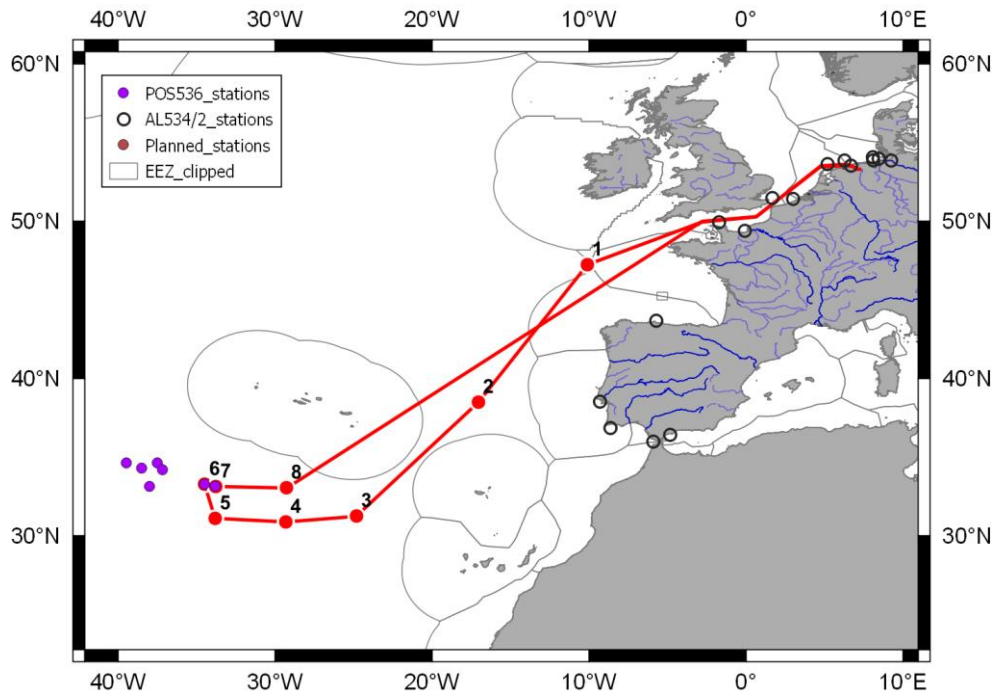 40°W 30°W 20°W 10°W 0° 10°E
60°N 60°N
POS536_stations
AL534/2_stations
Planned_stations
EEZ_clipped
50°N 50°N
1
40°N 40°N
2
67 8
5 4 3
30°N 30°N
40°W 30°W 20°W 10°W 0° 10°E